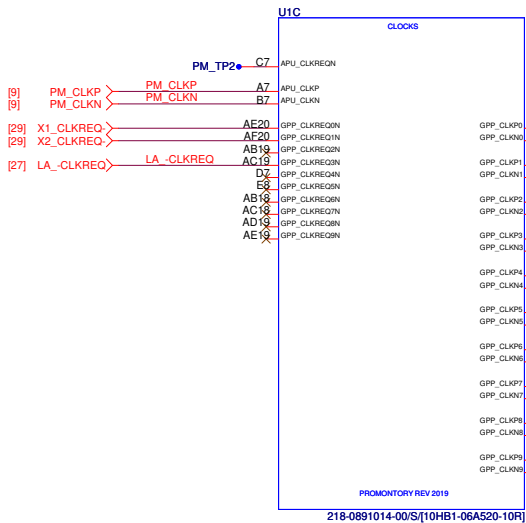 U1C
CLOCKS
PM_TP2 C7 APU_CLKREQN
[9] PM_CLKP PM_CLKP A7 APU_CLKP
[9] PM_CLKN PM_CLKN B7 APU_CLKN
[29] X1_CLKREQ- AE20 GPP_CLKREQ0N GPP_CLKP0
[29] X2_CLKREQ- AF20 GPP_CLKREQ1N GPP_CLKN0
AB19 GPP_CLKREQ2N
[27] LA_-CLKREQ LA_-CLKREQ AC19 GPP_CLKREQ3N GPP_CLKP1
D7 GPP_CLKREQ4N GPP_CLKN1
E8 GPP_CLKREQ5N
AB18 GPP_CLKREQ6N GPP_CLKP2
AC18 GPP_CLKREQ7N GPP_CLKN2
AD19 GPP_CLKREQ8N
AE19 GPP_CLKREQ9N GPP_CLKP3
GPP_CLKN3
GPP_CLKP4
GPP_CLKN4
GPP_CLKP5
GPP_CLKN5
GPP_CLKP6
GPP_CLKN6
GPP_CLKP7
GPP_CLKN7
GPP_CLKP8
GPP_CLKN8
GPP_CLKP9
GPP_CLKN9
PROMONTORY REV 2019
218-0891014-00/S/[10HB1-06A520-10R]